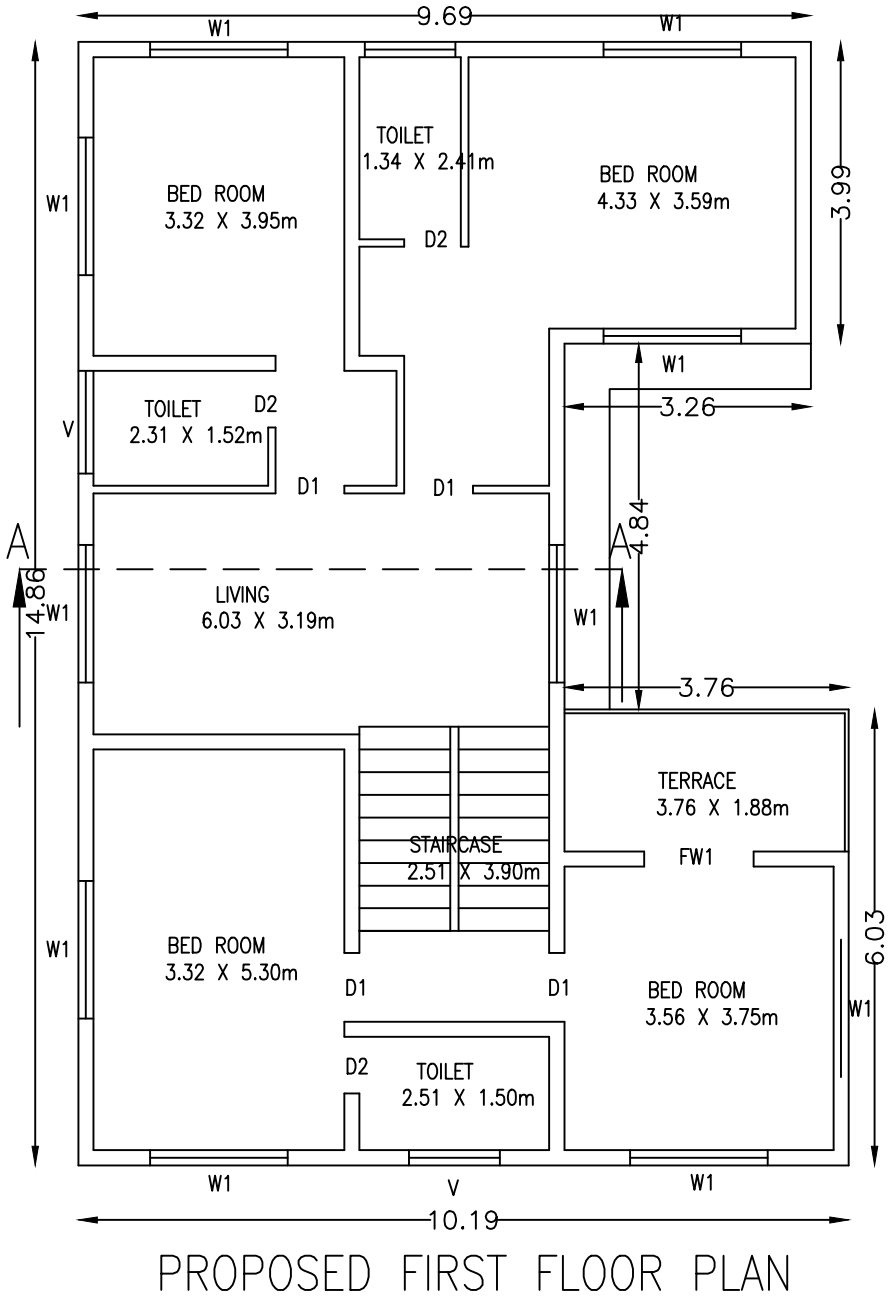 9.69
W1
W1
TOILET
1.34 X 2.41m
BED ROOM
4.33 X 3.59m
BED ROOM
3.32 X 3.95m
W1
3.99
D2
W1
D2
TOILET
2.31 X 1.52m
V
3.26
D1
D1
4.84
A
A
14.86
LIVING
6.03 X 3.19m
W1
W1
3.76
TERRACE
3.76 X 1.88m
STAIRCASE
2.51 X 3.90m
FW1
6.03
BED ROOM
3.32 X 5.30m
W1
D1
D1
BED ROOM
3.56 X 3.75m
W1
D2
TOILET
2.51 X 1.50m
W1
V
W1
10.19
PROPOSED FIRST FLOOR PLAN